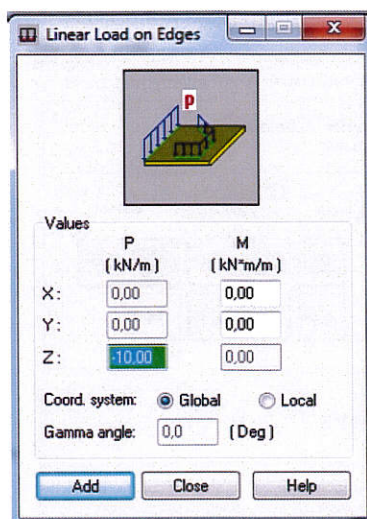 Linear Load on Edges
P
Values
P M
(kN/m) (kN*m/m)
X: 0,00 0,00
Y: 0,00 0,00
Z: -10,00 0,00
Coord. system: Global Local
Gamma angle: 0,0 (Deg)
Add Close Help